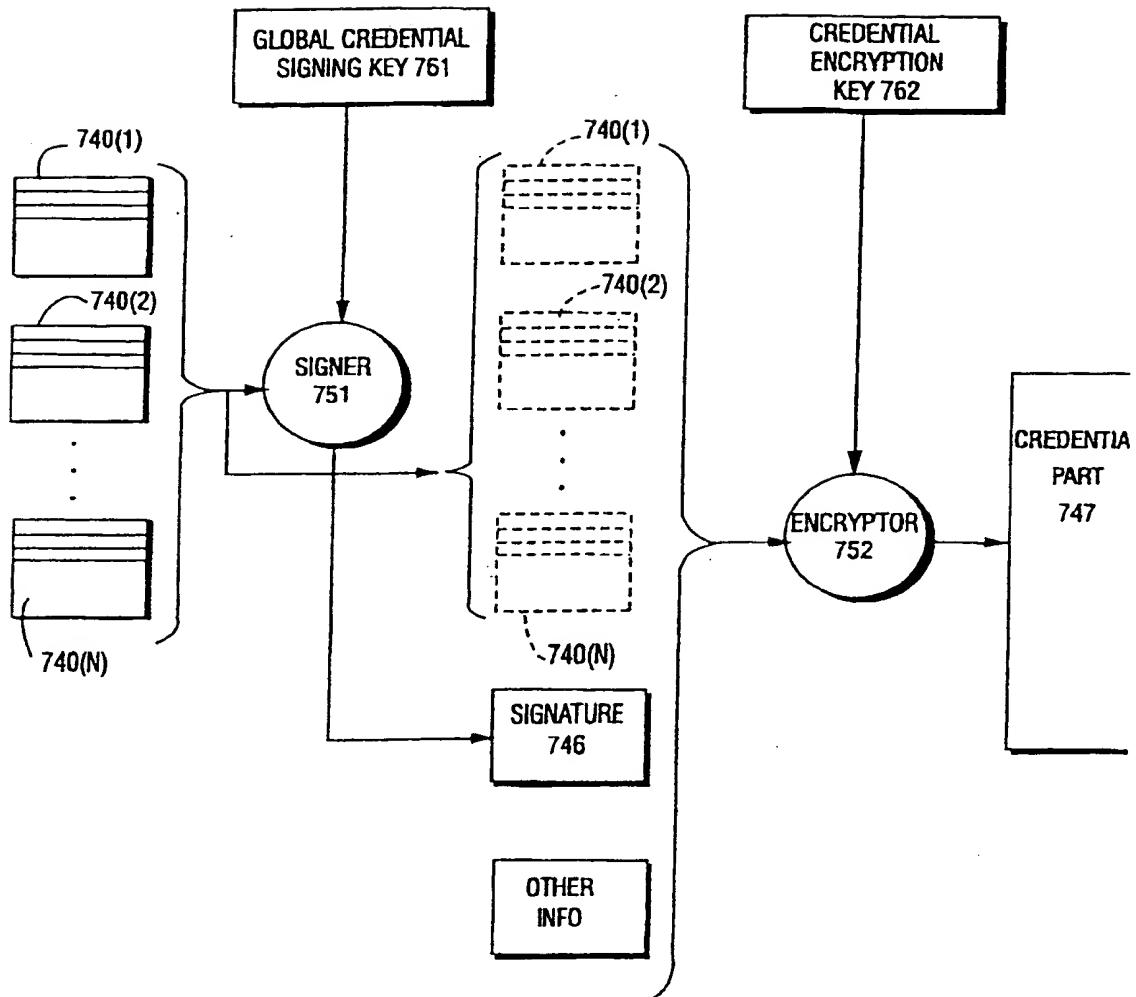 GLOBAL CREDENTIAL
SIGNING KEY 761
CREDENTIAL
ENCRYPTION
KEY 762
740(1)
740(1)
740(2)
740(2)
SIGNER
751
CREDENTIA
PART
747
ENCRYPTOR
752
740(N)
740(N)
SIGNATURE
746
OTHER
INFO